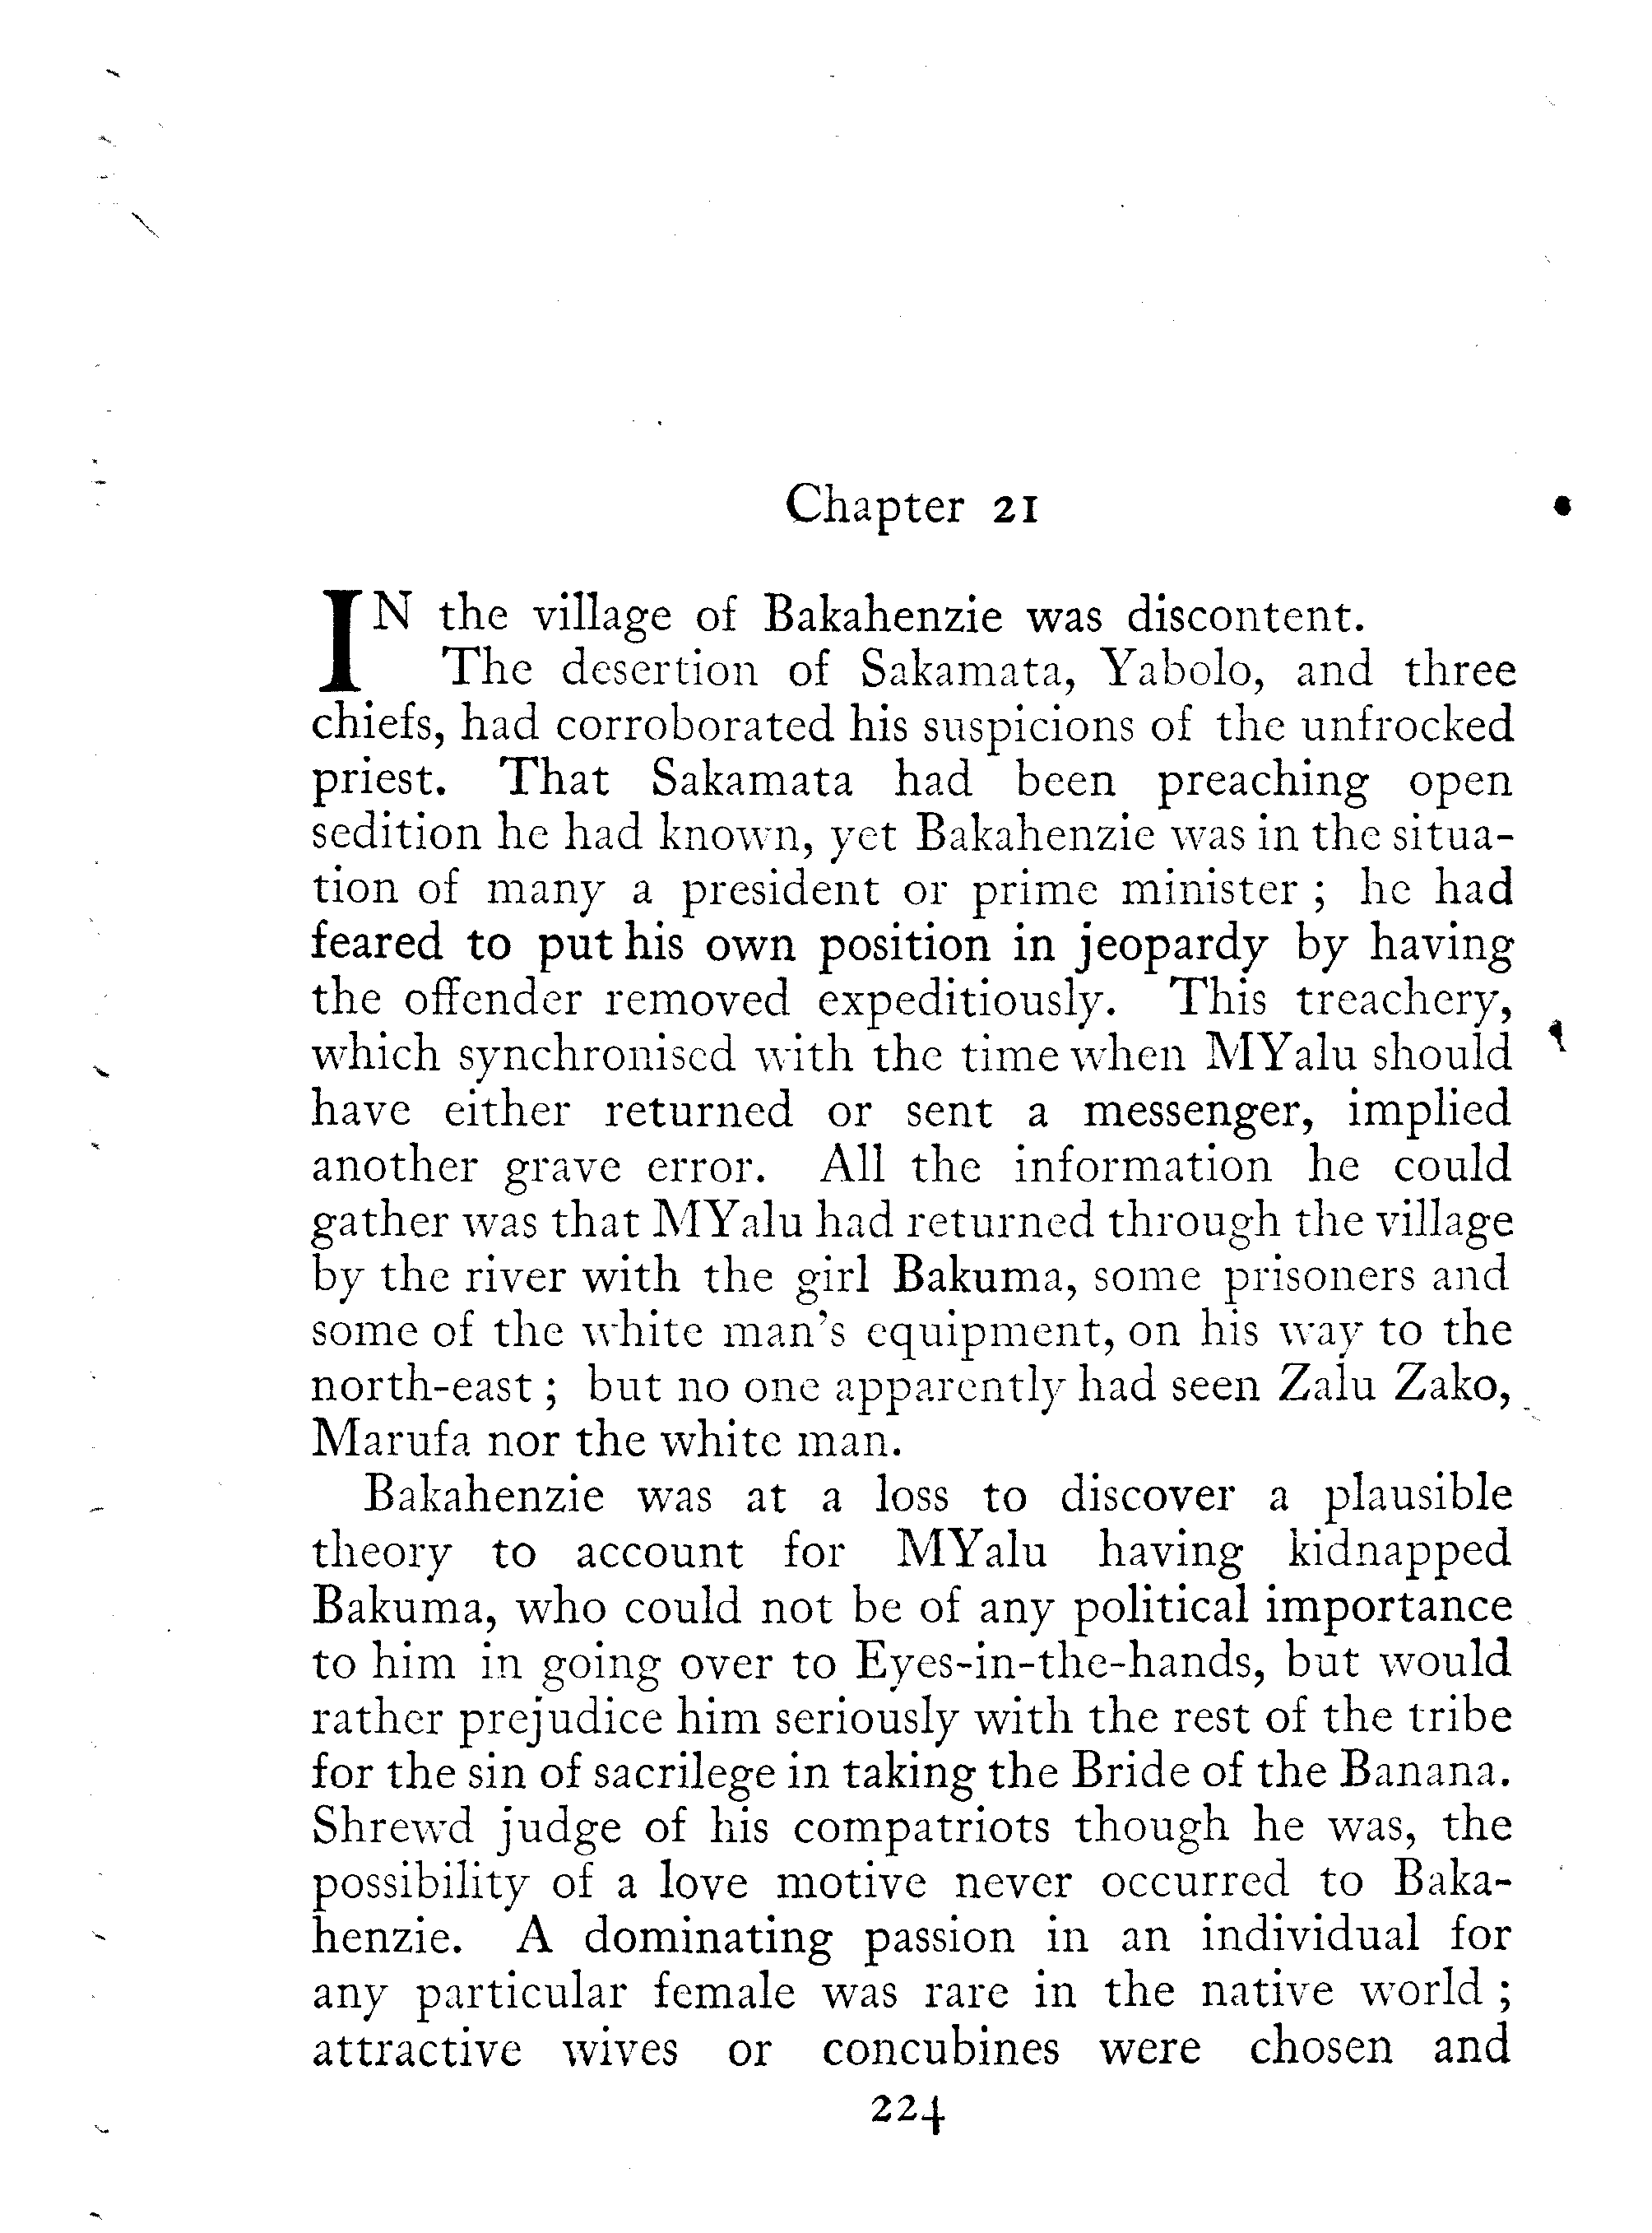 Chapter 21
IN the village of Bakahenzie was discontent.
The desertion of Sakamata, Yabolo, and three
chiefs, had corroborated his suspicions of the unfrocked
priest. That Sakamata had been preaching open
sedition he had known, yet Bakahenzie was in the situa-
tion of many a president or prime minister ; he had
feared to put his own position in jeopardy by having
the offender removed expeditiously. This treachery,
which synchronised with the time when MYalu should
have either returned or sent a messenger, implied
another grave error. All the information he could
gather was that MYalu had returned through the village
by the river with the girl Bakuma, some prisoners and
some of the white man's equipment, on his way to the
north-east ; but no one apparently had seen Zalu Zako,
Marufa nor the white man.
Bakahenzie was at a loss to discover a plausible
theory to account for MYalu having kidnapped
Bakuma, who could not be of any political importance
to him in going over to Eyes-in-the-hands, but would
rather prejudice him seriously with the rest of the tribe
for the sin of sacrilege in taking the Bride of the Banana.
Shrewd judge of his compatriots though he was, the
possibility of a love motive never occurred to Baka-
henzie. A dominating passion in an individual for
any particular female was rare in the native world ;
attractive wives or concubines were chosen and
224